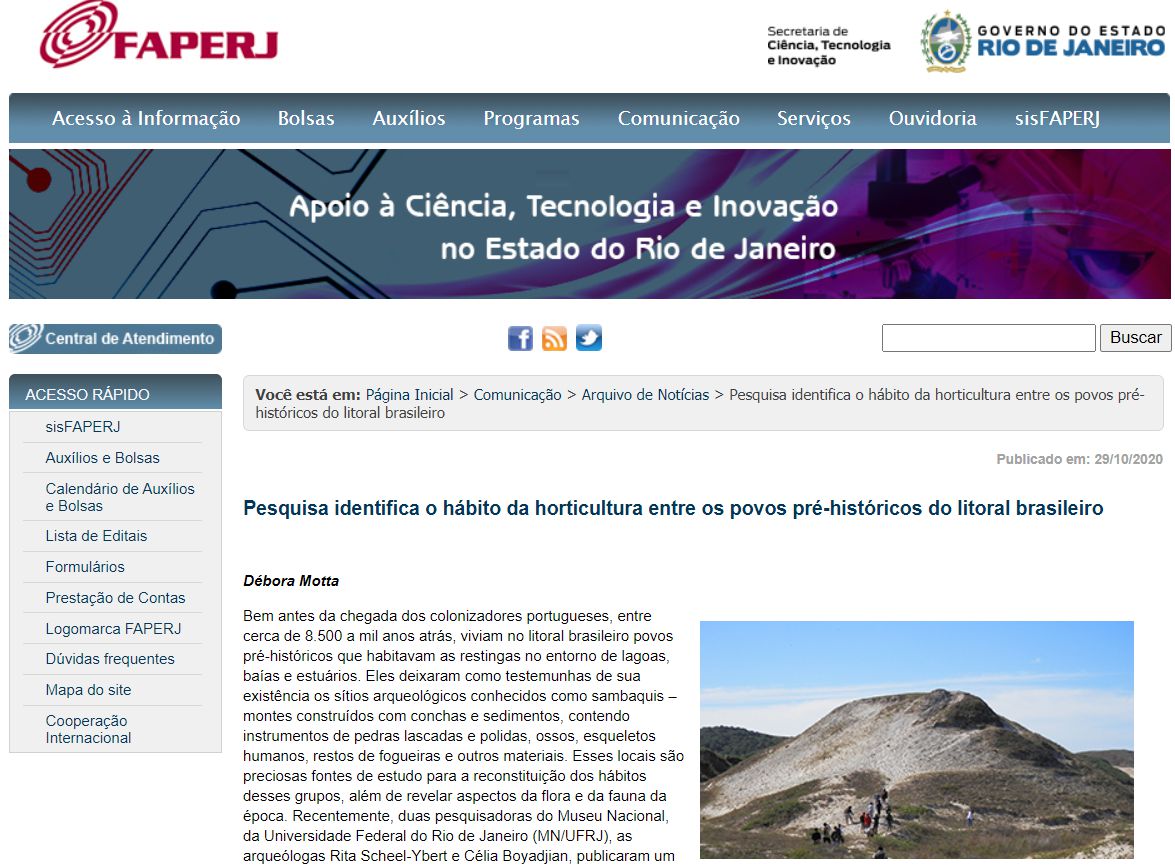 FAPERJ
Secretaria de
Ciência, Tecnologia
e Inovação
GOVERNO DO ESTADO
RIO DE JANEIRO
Acesso à Informação Bolsas Auxílios Programas Comunicação Serviços Ouvidoria sisFAPERJ
Apoio à Ciência, Tecnologia e Inovação
no Estado do Rio de Janeiro
Central de Atendimento
Buscar
ACESSO RÁPIDO
sisFAPERJ
Auxílios e Bolsas
Calendário de Auxílios
e Bolsas
Lista de Editais
Formulários
Prestação de Contas
Logomarca FAPERJ
Dúvidas frequentes
Mapa do site
Cooperação
Internacional
Você está em: Página Inicial > Comunicação > Arquivo de Notícias > Pesquisa identifica o hábito da horticultura entre os povos pré-
históricos do litoral brasileiro
Publicado em: 29/10/2020
Pesquisa identifica o hábito da horticultura entre os povos pré-históricos do litoral brasileiro
Débora Motta
Bem antes da chegada dos colonizadores portugueses, entre
cerca de 8.500 a mil anos atrás, viviam no litoral brasileiro povos
pré-históricos que habitavam as restingas no entorno de lagoas,
baías e estuários. Eles deixaram como testemunhas de sua
existência os sítios arqueológicos conhecidos como sambaquis –
montes construídos com conchas e sedimentos, contendo
instrumentos de pedras lascadas e polidas, ossos, esqueletos
humanos, restos de fogueiras e outros materiais. Esses locais são
preciosas fontes de estudo para a reconstituição dos hábitos
desses grupos, além de revelar aspectos da flora e da fauna da
época. Recentemente, duas pesquisadoras do Museu Nacional,
da Universidade Federal do Rio de Janeiro (MN/UFRJ), as
arqueólogas Rita Scheel-Ybert e Célia Boyadjian, publicaram um